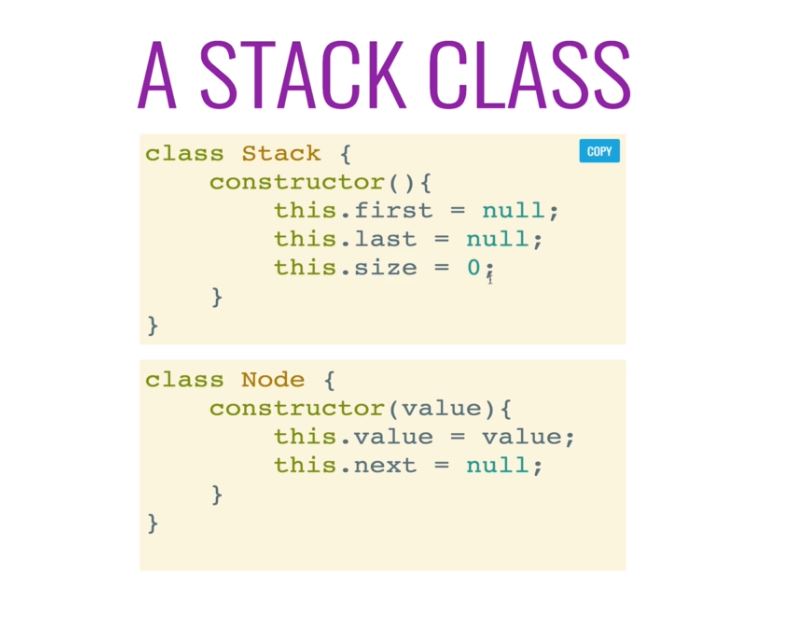 A STACK CLASS
COPY
class Stack {
    constructor(){
        this.first = null;
        this.last = null;
        this.size = 0;
    }
}
class Node {
    constructor(value){
        this.value = value;
        this.next = null;
    }
}